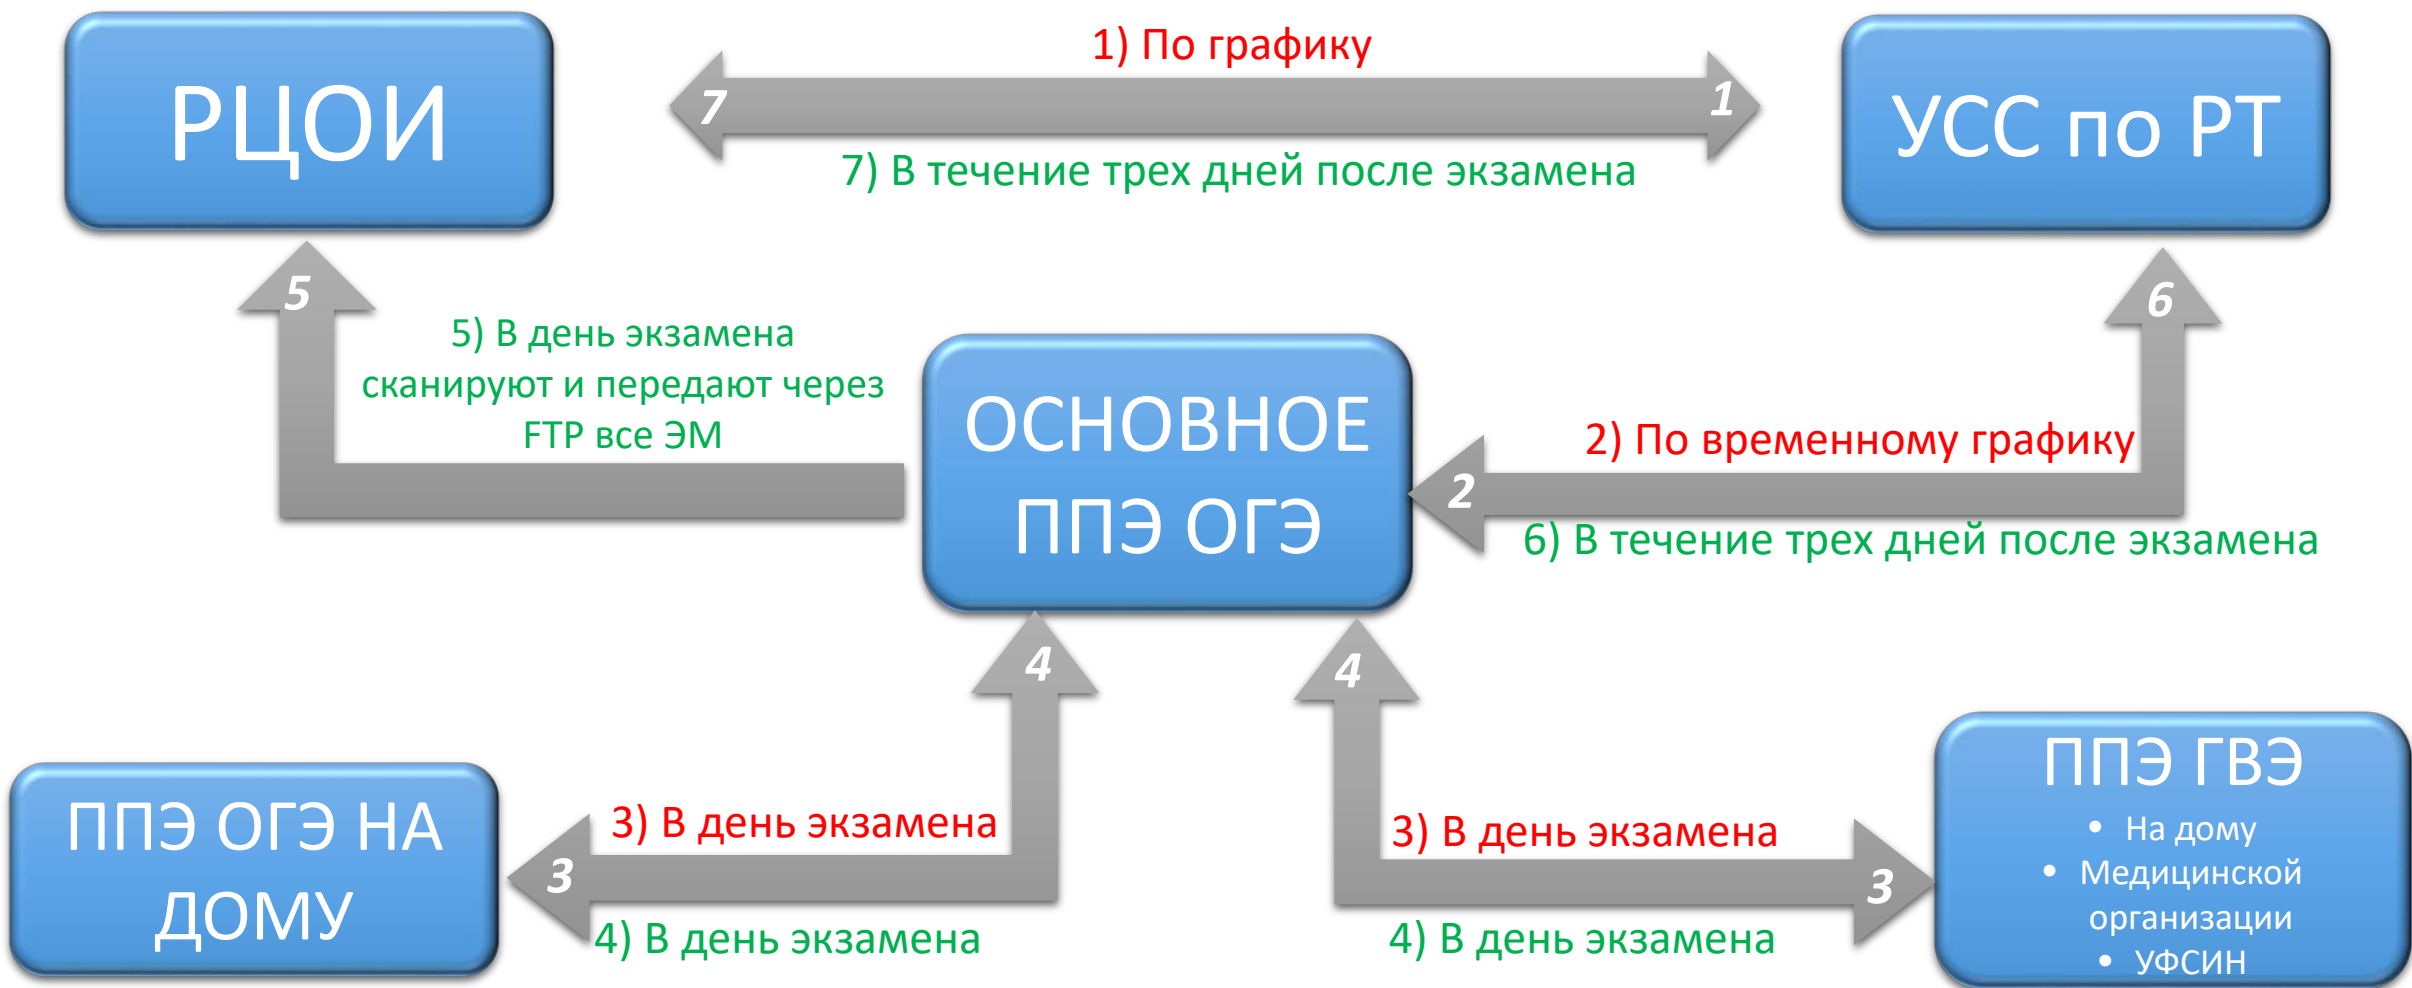 РЦОИ
1) По графику
7
1
7) В течение трех дней после экзамена
УСС по РТ
5
5) В день экзамена
сканируют и передают через
FTP все ЭМ
ОСНОВНОЕ
ППЭ ОГЭ
6
2) По временному графику
2
6) В течение трех дней после экзамена
4
4
ППЭ ОГЭ НА
ДОМУ
3) В день экзамена
3
4) В день экзамена
3) В день экзамена
3
4) В день экзамена
ППЭ ГВЭ
• На дому
• Медицинской
организации
• УФСИН